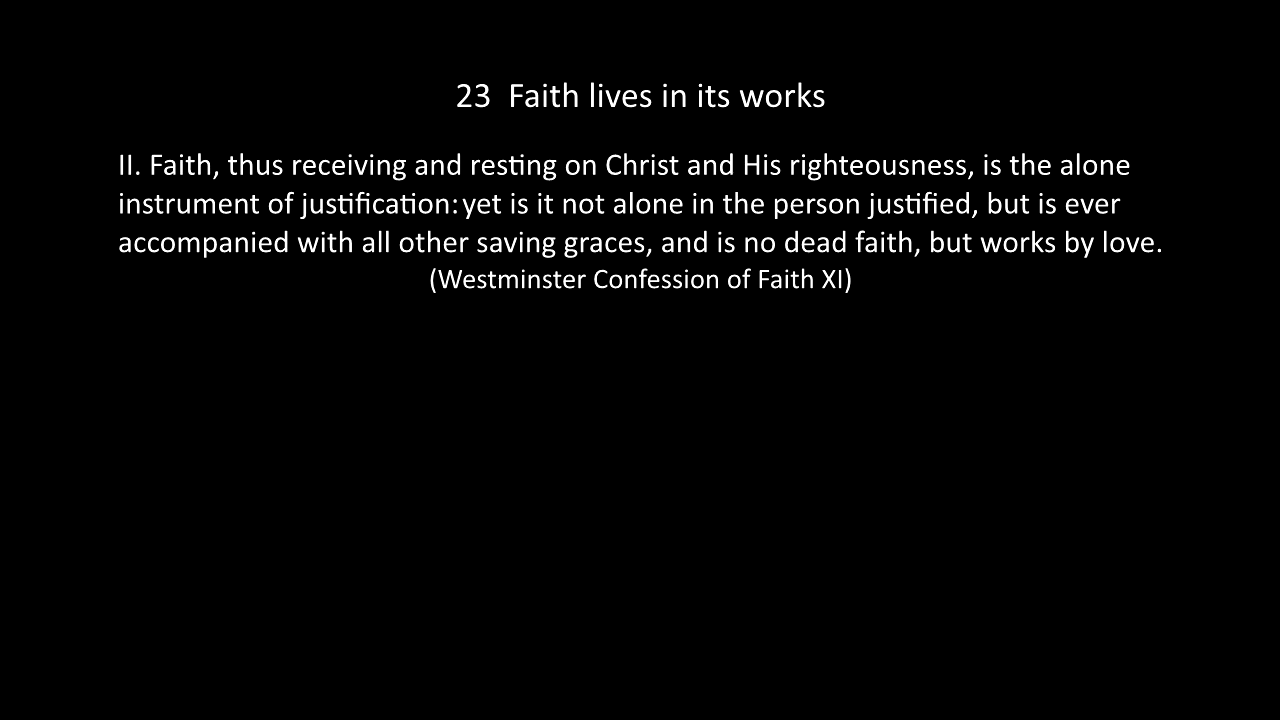 23 Faith lives in its works
II. Faith, thus receiving and resting on Christ and His righteousness, is the alone
instrument of justification: yet is it not alone in the person justified, but is ever
accompanied with all other saving graces, and is no dead faith, but works by love.
(Westminster Confession of Faith XI)